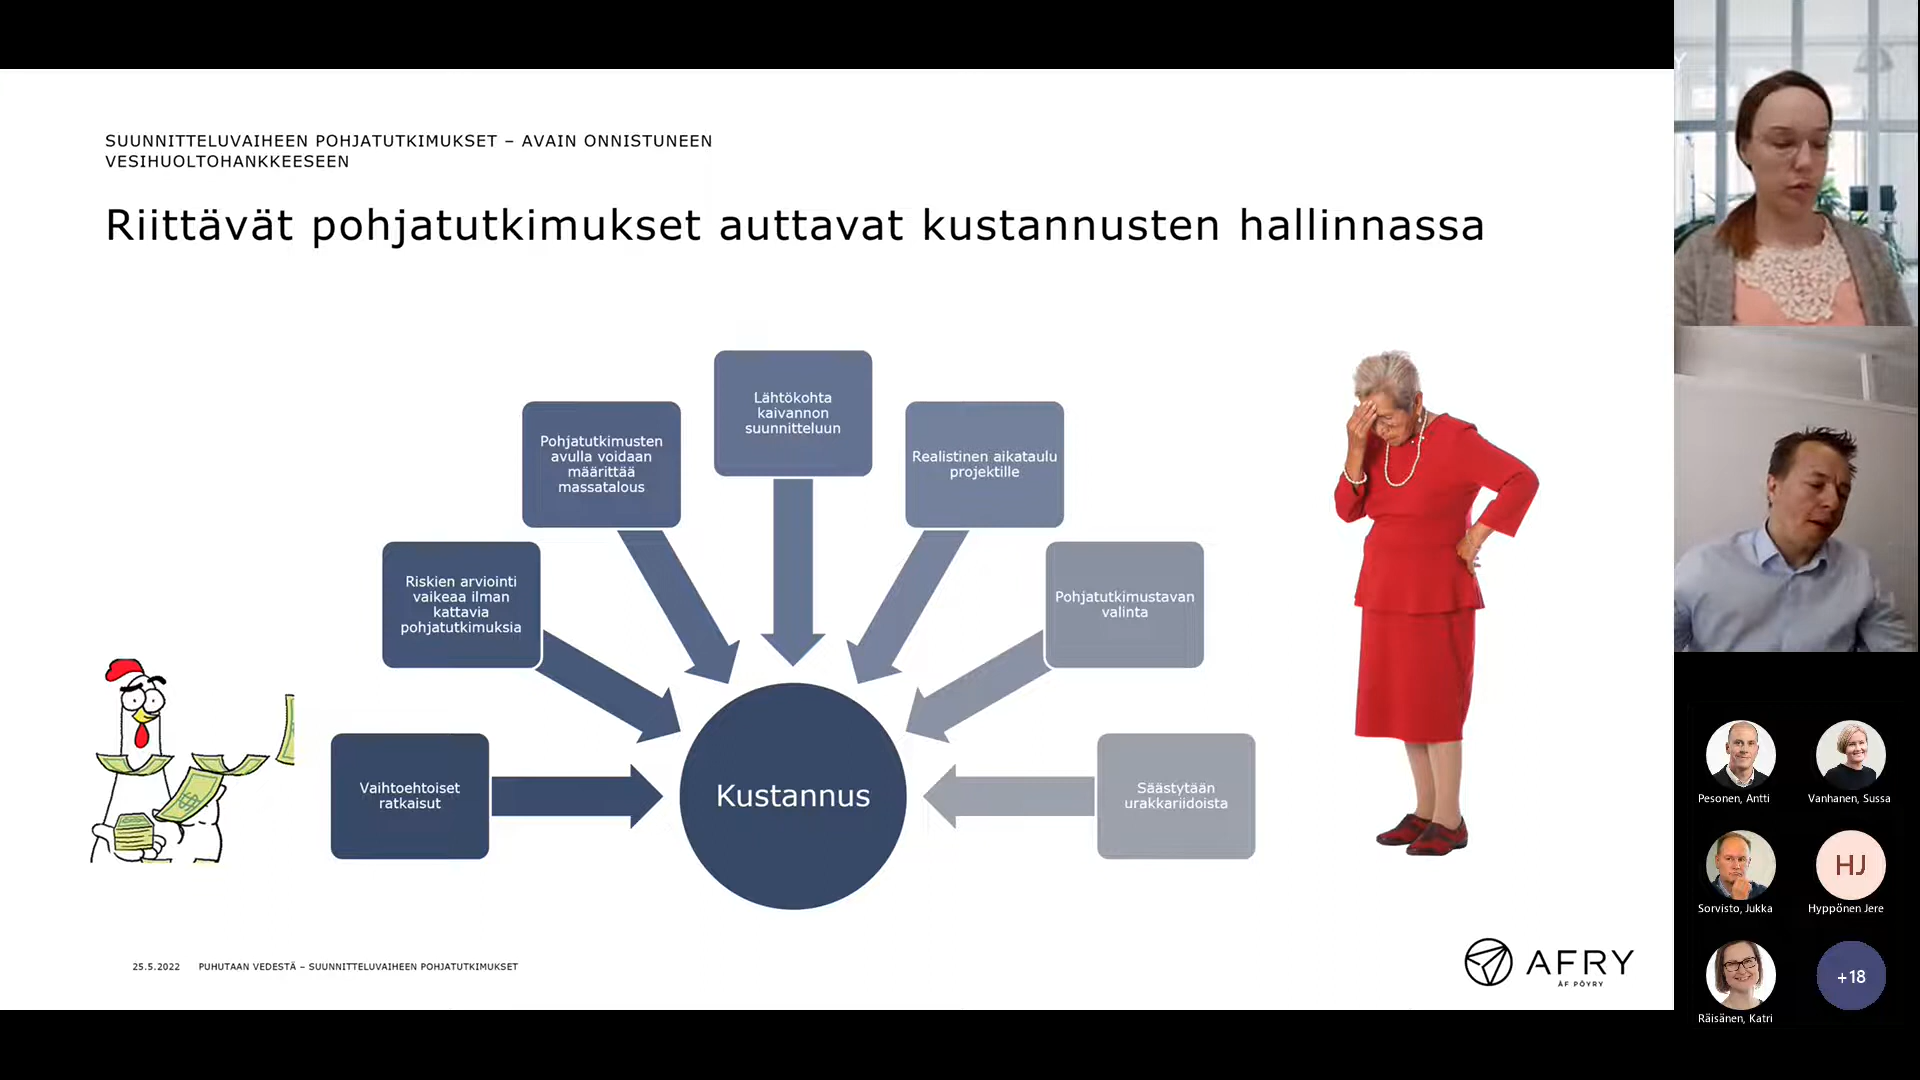 SUUNNITTELUVAIHEEN POHJATUTKIMUKSET – AVAIN ONNISTUNEEN
VESIHUOLTOHANKKEESEEN
Riittävät pohjatutkimukset auttavat kustannusten hallinnassa
Vaihtoehtoiset
ratkaisut
Riskien arviointi
vaikeaa ilman
kattavia
pohjatutkimuksia
Pohjatutkimusten
avulla voidaan
määrittää
massatalous
Lähtökohta
kaivannon
suunnitteluun
Realistinen aikataulu
projektille
Pohjatutkimustavan
valinta
Säästytään
urakkariidoista
Kustannus
25.5.2022 PUHUTAAN VEDESTÄ – SUUNNITTELUVAIHEEN POHJATUTKIMUKSET
AFRY
ÅF PÖYRY
Pesonen, Antti
Vanhanen, Sussa
Sorvisto, Jukka
HJ
Hyppönen Jere
Räisänen, Katri
+18